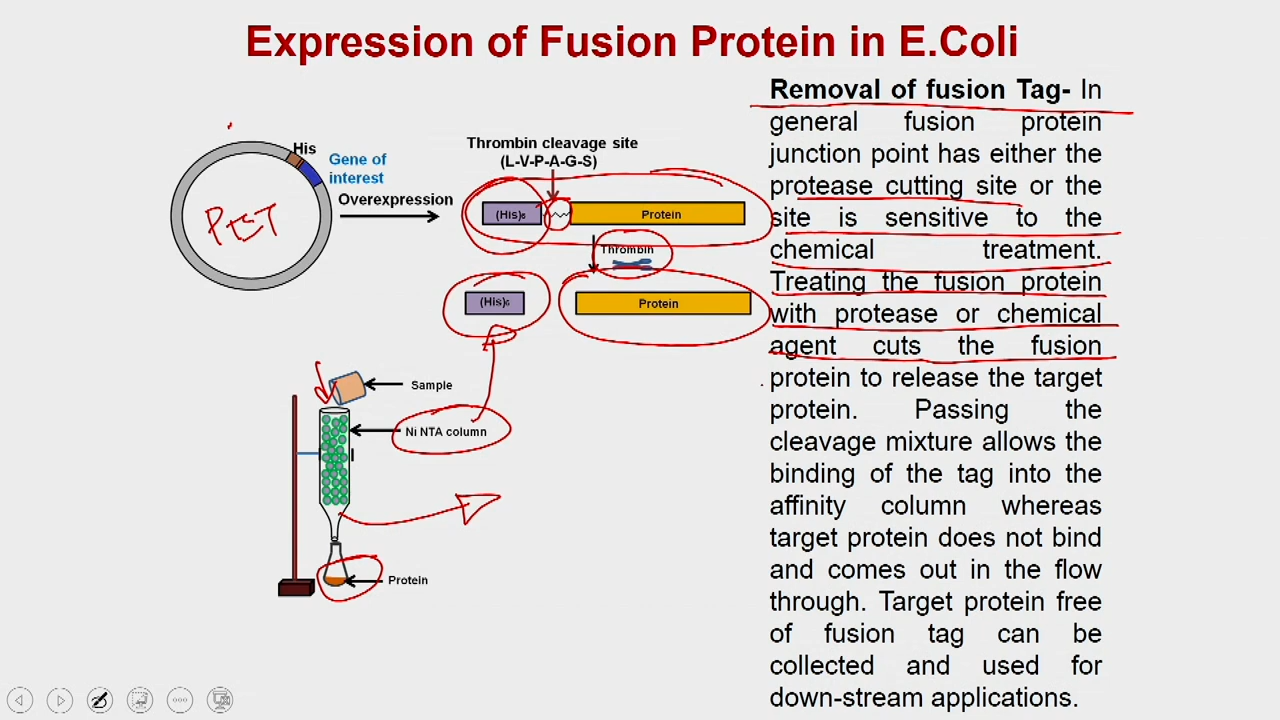 Expression of Fusion Protein in E.Coli
His
Gene of
interest
Overexpression
Thrombin cleavage site
(L-V-P-A-G-S)
(His)₆
Protein
Thrombin
(His)₆
Protein
Sample
Ni NTA column
Protein
Removal of fusion Tag- In
general fusion protein
junction point has either the
protease cutting site or the
site is sensitive to the
chemical treatment.
Treating the fusion protein
with protease or chemical
agent cuts the fusion
protein to release the target
protein. Passing the
cleavage mixture allows the
binding of the tag into the
affinity column whereas
target protein does not bind
and comes out in the flow
through. Target protein free
of fusion tag can be
collected and used for
down-stream applications.